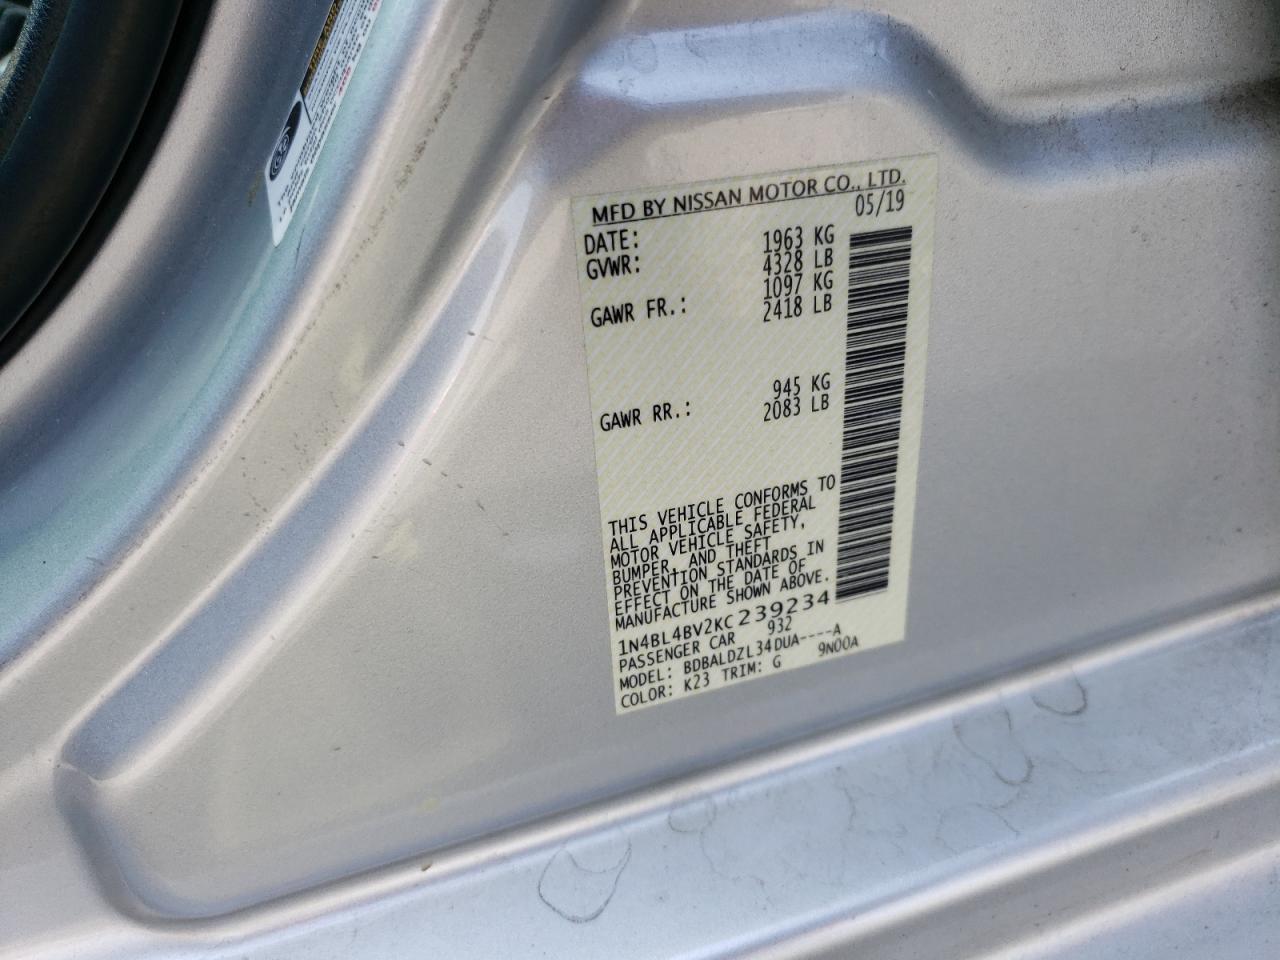 MFD BY NISSAN MOTOR CO., LTD.
DATE: 05/19
GVWR: 1963 KG
4328 LB
GAWR FR.: 1097 KG
2418 LB
GAWR RR.: 945 KG
2083 LB
THIS VEHICLE CONFORMS TO
ALL APPLICABLE FEDERAL
MOTOR VEHICLE SAFETY,
BUMPER, AND THEFT
PREVENTION STANDARDS IN
EFFECT ON THE DATE OF
MANUFACTURE SHOWN ABOVE.
1N4BL4BV2KC239234
PASSENGER CAR 932
MODEL: BDBALDZL34DUA----A
COLOR: K23 TRIM: G 9N00A